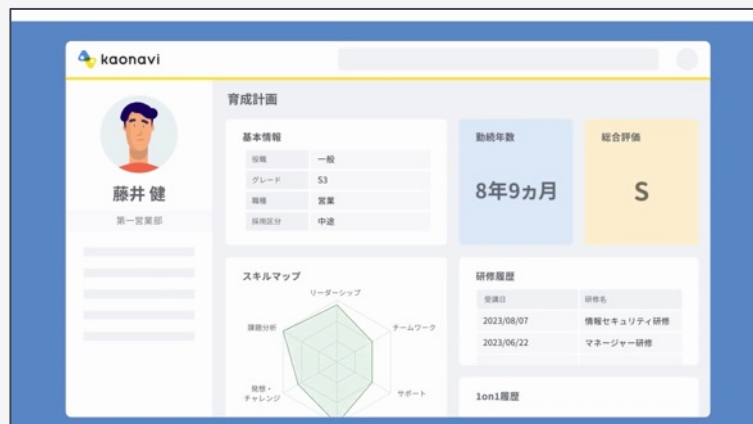 kaonavi
育成計画
藤井 健
第一営業部
基本情報
役職 一般
グレード S3
職種 営業
採用区分 中途
勤続年数
8年9ヵ月
総合評価
S
スキルマップ
リーダーシップ
課題分析
チームワーク
発想・
チャレンジ
サポート
研修履歴
受講日 研修名
2023/08/07 情報セキュリティ研修
2023/06/22 マネージャー研修
1on1履歴